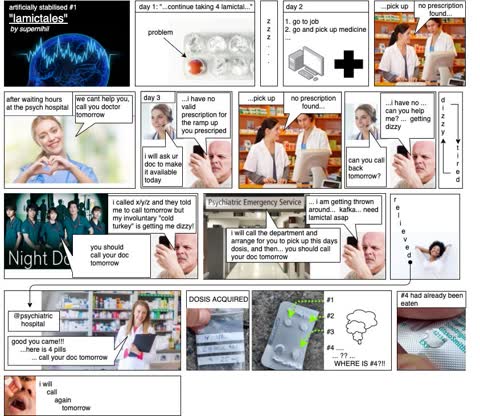 artificially stabilised #1
"lamictales"
by supernihil
day 1: "...continue taking 4 lamictal..."
problem
z
z
z
.
.
.
day 2
1. go to job
2. go and pick up medicine
...
...pick up
no prescription
found...
after waiting hours
at the psych hospital
we cant help you,
call you doctor
tomorrow
day 3
...i have no
valid
prescription for
the ramp up
you prescriped
i will ask ur
doc to make it
available today
...pick up
no prescription
found...
...i have no ...
can you help
me? ... getting
dizzy
can you call
back
tomorrow?
dizzy
tired
Night Do
i called x/y/z and they told
me to call tomorrow but
my involuntary "cold
turkey" is getting me dizzy!
you should
call your doc
tomorrow
Psychiatric Emergency Service
... i am getting thrown
around... kafka... need
lamictal asap
i will call the department and
arrange for you to pick up this days
dosis, and then... you should
call your doc tomorrow
relieved
@psychiatric
hospital
good you came!!!
...here is 4 pills
... call your doc tomorrow
DOSIS ACQUIRED
#1
#2
#3
#4 ....
... ?? ...
WHERE IS #4?!!
#4 had already been
eaten
i will
call
again
tomorrow